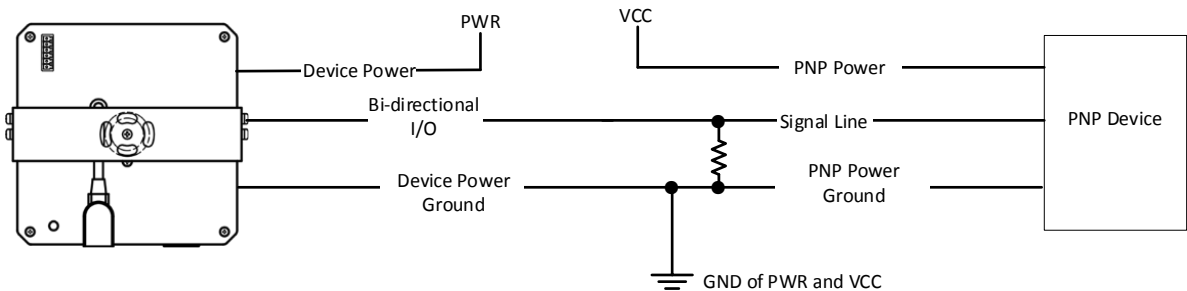 PWR
VCC
Device Power
PNP Power
Bi-directional
I/O
Signal Line
PNP Device
Device Power
Ground
PNP Power
Ground
GND of PWR and VCC